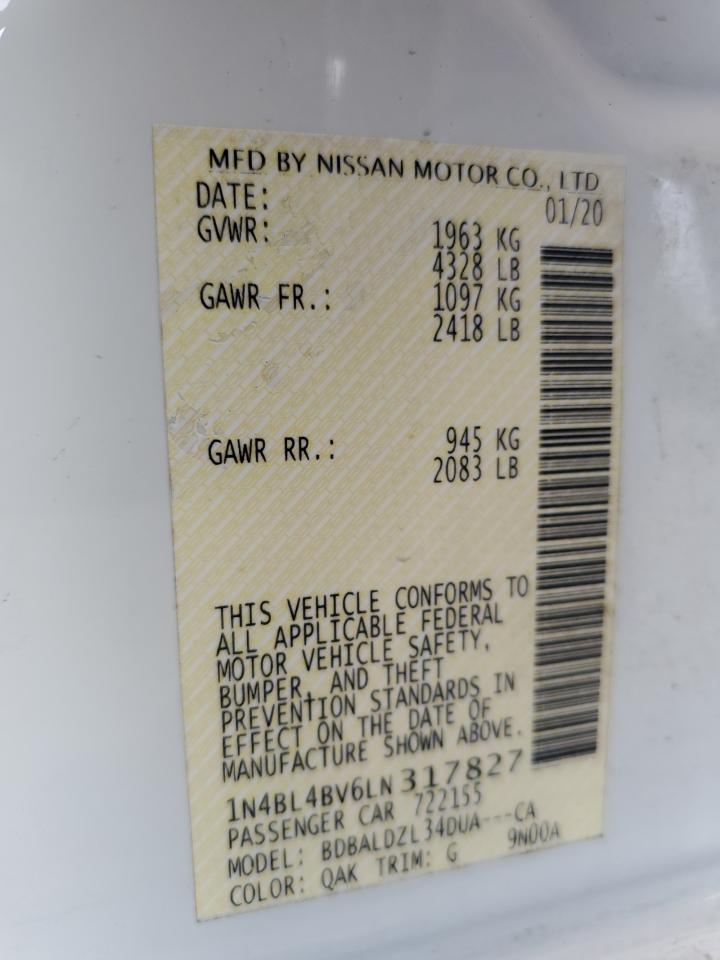 MFD BY NISSAN MOTOR CO., LTD
DATE: 01/20
GVWR: 1963 KG
4328 LB
GAWR FR.: 1097 KG
2418 LB
GAWR RR.: 945 KG
2083 LB
THIS VEHICLE CONFORMS TO
ALL APPLICABLE FEDERAL
MOTOR VEHICLE SAFETY,
BUMPER, AND THEFT
PREVENTION STANDARDS IN
EFFECT ON THE DATE OF
MANUFACTURE SHOWN ABOVE.
1N4BL4BV6LN317827
PASSENGER CAR 722155
MODEL: BDBALDZL34DUA---CA
COLOR: QAK TRIM: G 9N00A